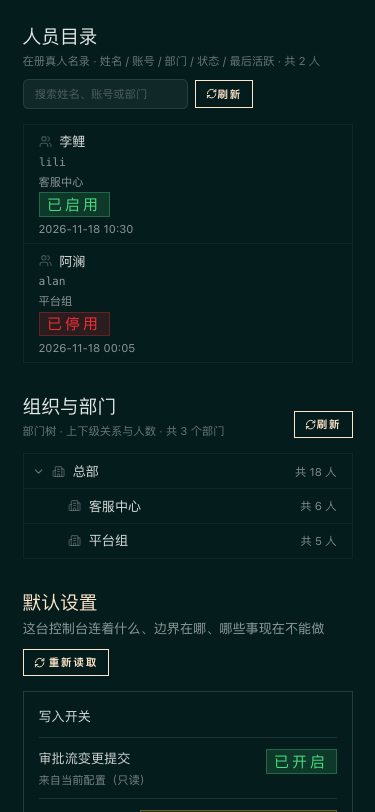 人员目录
在册真人名录 · 姓名 / 账号 / 部门 / 状态 / 最后活跃 · 共 2 人
搜索姓名、账号或部门
刷新
李鲤
lili
客服中心
已启用
2026-11-18 10:30
阿澜
alan
平台组
已停用
2026-11-18 00:05
组织与部门
部门树 · 上下级关系与人数 · 共 3 个部门
刷新
总部
共 18 人
客服中心
共 6 人
平台组
共 5 人
默认设置
这台控制台连着什么、边界在哪、哪些事现在不能做
重新读取
写入开关
审批流变更提交
已开启
来自当前配置（只读）